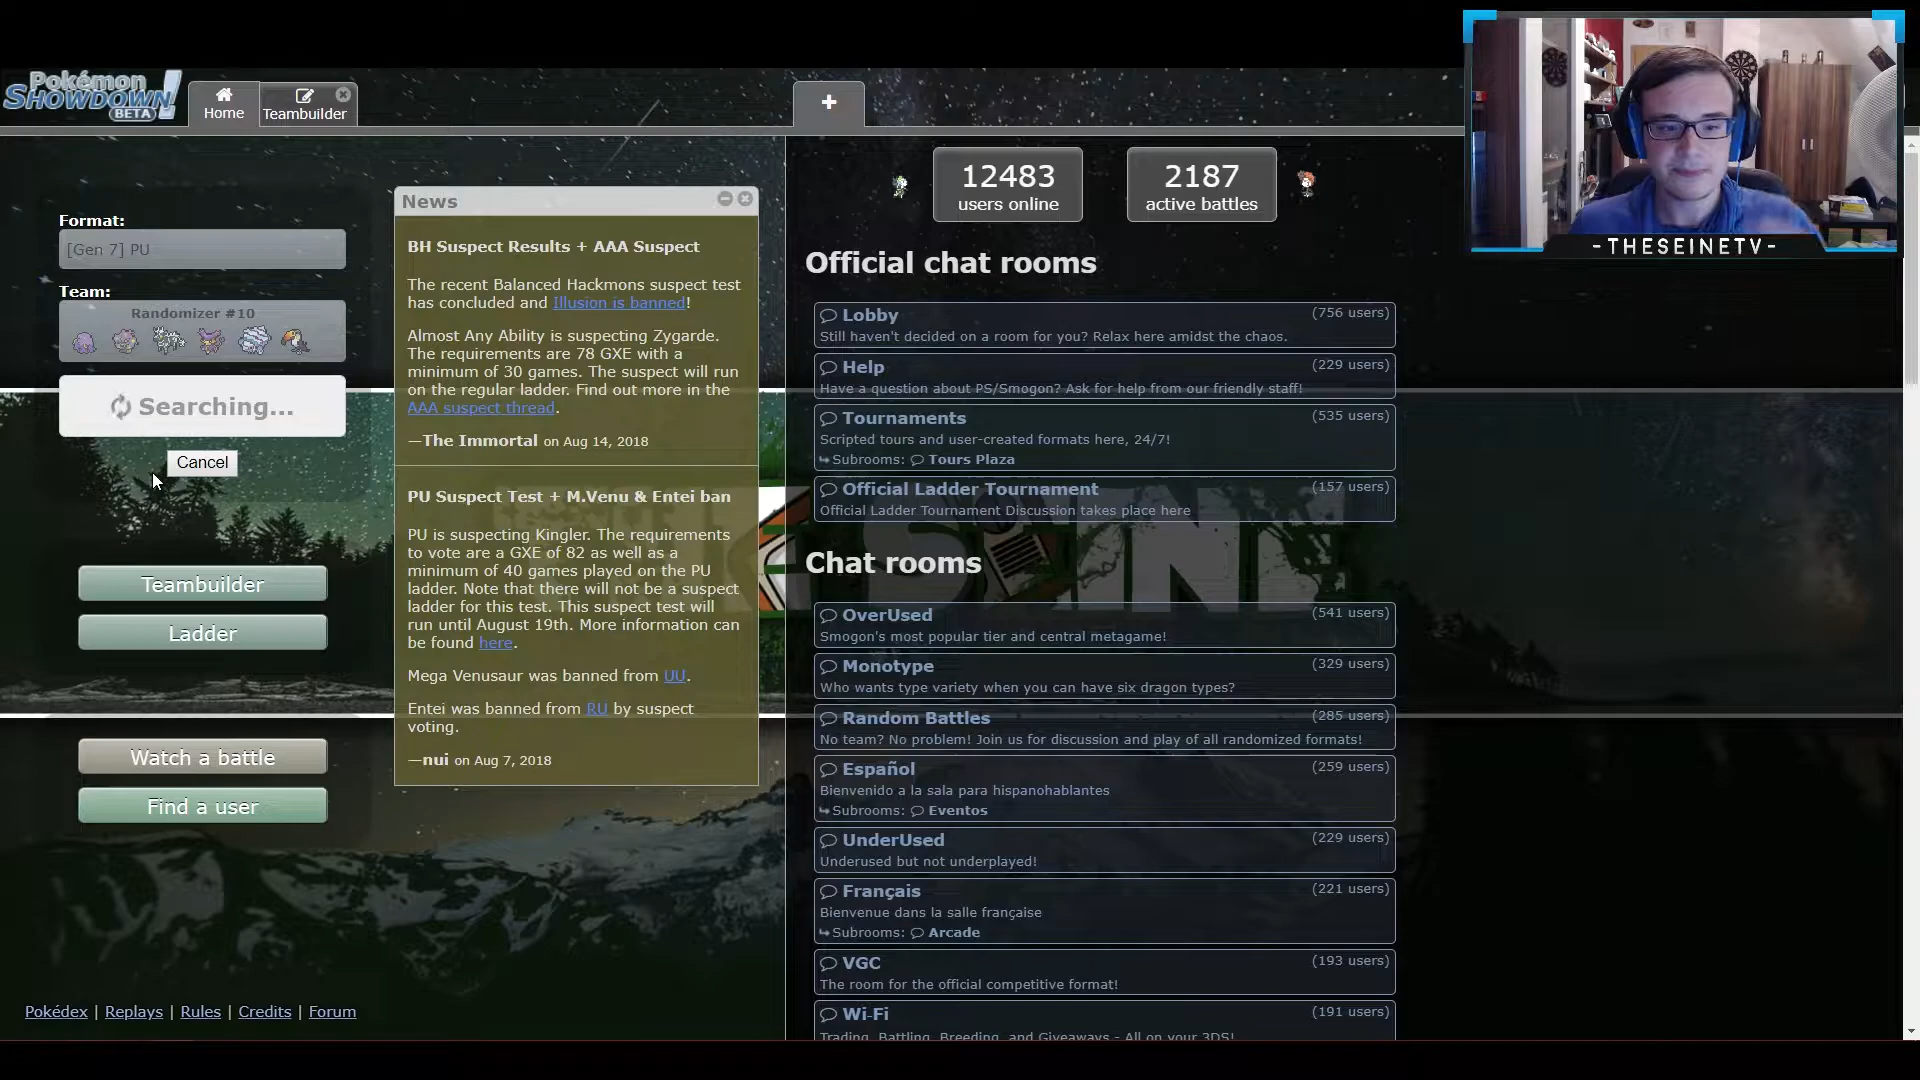 Pokémon
SHOWDOWN!
BETA
Home
Teambuilder
+
12483
users online
2187
active battles
-THESEINETV-
Format:
[Gen 7] PU
Team:
Randomizer #10
Searching...
Cancel
Teambuilder
Ladder
Watch a battle
Find a user
Pokédex | Replays | Rules | Credits | Forum
News
BH Suspect Results + AAA Suspect
The recent Balanced Hackmons suspect test
has concluded and Illusion is banned!
Almost Any Ability is suspecting Zygarde.
The requirements are 78 GXE with a
minimum of 30 games. The suspect will run
on the regular ladder. Find out more in the
AAA suspect thread.
—The Immortal on Aug 14, 2018
PU Suspect Test + M.Venu & Entei ban
PU is suspecting Kingler. The requirements
to vote are a GXE of 82 as well as a
minimum of 40 games played on the PU
ladder. Note that there will not be a suspect
ladder for this test. This suspect test will
run until August 19th. More information can
be found here.
Mega Venusaur was banned from UU.
Entei was banned from RU by suspect
voting.
—nui on Aug 7, 2018
Official chat rooms
Lobby (756 users)
Still haven't decided on a room for you? Relax here amidst the chaos.
Help (229 users)
Have a question about PS/Smogon? Ask for help from our friendly staff!
Tournaments (535 users)
Scripted tours and user-created formats here, 24/7!
Subrooms: Tours Plaza
Official Ladder Tournament (157 users)
Official Ladder Tournament Discussion takes place here
Chat rooms
OverUsed (541 users)
Smogon's most popular tier and central metagame!
Monotype (329 users)
Who wants type variety when you can have six dragon types?
Random Battles (285 users)
No team? No problem! Join us for discussion and play of all randomized formats!
Español (259 users)
Bienvenido a la sala para hispanohablantes
Subrooms: Eventos
UnderUsed (229 users)
Underused but not underplayed!
Français (221 users)
Bienvenue dans la salle française
Subrooms: Arcade
VGC (193 users)
The room for the official competitive format!
Wi-Fi (191 users)
Trading, Battling, Breeding, and Giveaways - All on your 3DS!